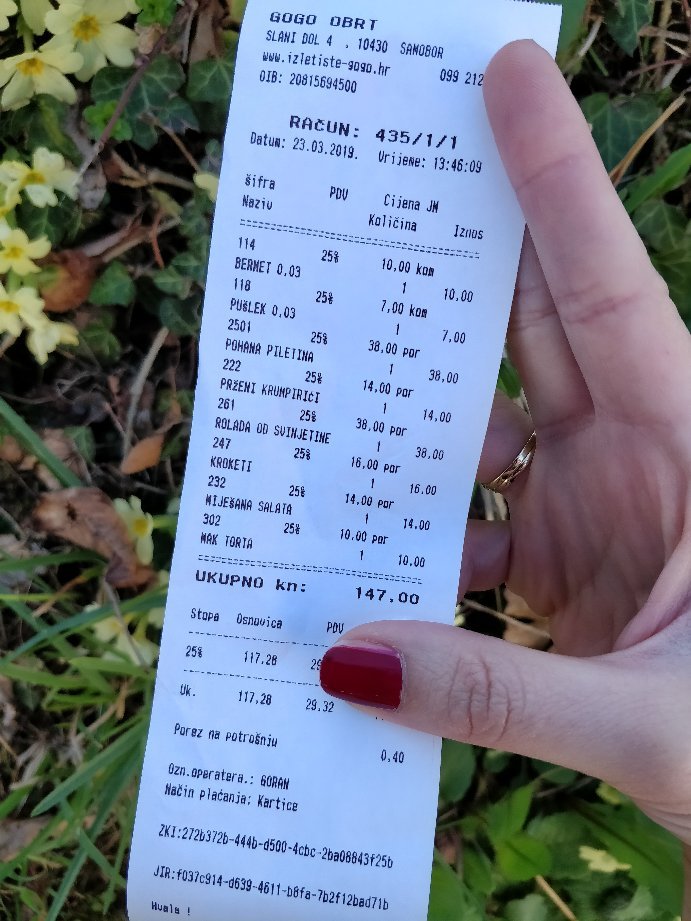 GOGO OBRT
SLANI DOL 4 , 10430 SAMOBOR
www.izletiste-gogo.hr 099 212
OIB: 20815694500
RAČUN: 435/1/1
Datum: 23.03.2019. Vrijeme: 13:46:09
šifra PDV Cijena JM
Naziv Količina Iznos
114 25% 10,00 kom
BERMET 0,03 1 10,00
118 25% 7,00 kom
PUŠLEK 0,03 1 7,00
2501 25% 38,00 por
POHANA PILETINA 1 38,00
222 25% 14,00 por
PRŽENI KRUMPIRIĆI 1 14,00
261 25% 38,00 por
ROLADA OD SVINJETINE 1 38,00
247 25% 16,00 por
KROKETI 1 16,00
232 25% 14,00 por
MIJEŠANA SALATA 1 14,00
302 25% 10,00 por
MAK TORTA 1 10,00
UKUPNO kn: 147,00
Stopa Osnovica PDV
25% 117,28 29
Uk. 117,28 29,32
Porez na potrošnju 0,40
Ozn.operatera.: GORAN
Način plaćanja: Kartice
ZKI:272b372b-444b-d500-4cbc-2ba08843f25b
JIR:f037c914-d639-4611-b8fa-7b2f12bad71b
Hvala !